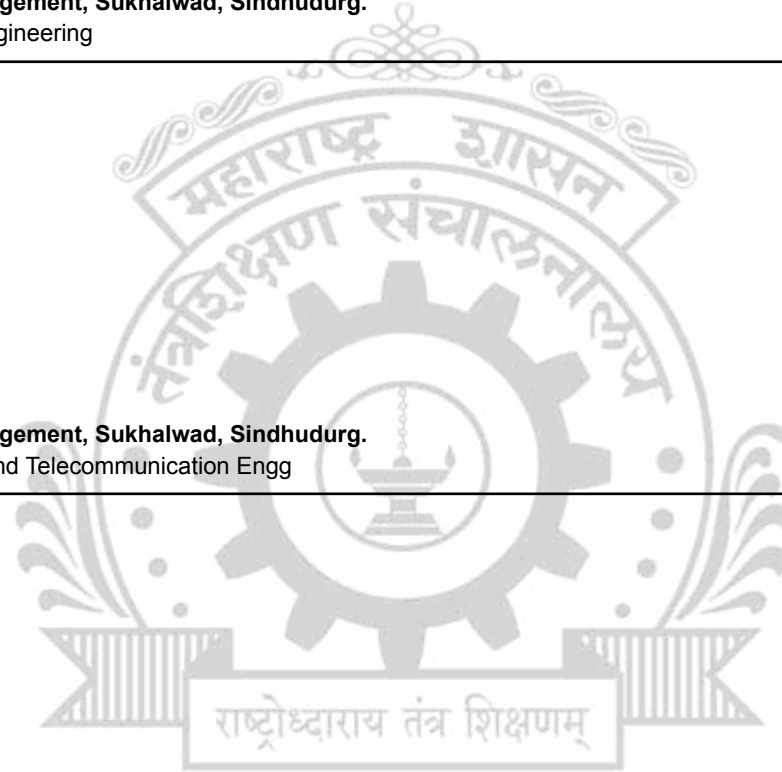 gement, Sukhalwad, Sindhudurg.
gineering
महाराष्ट्र शासन
तंत्रशिक्षण संचालनालय
gement, Sukhalwad, Sindhudurg.
nd Telecommunication Engg
राष्ट्रोध्दाराय तंत्र शिक्षणम्